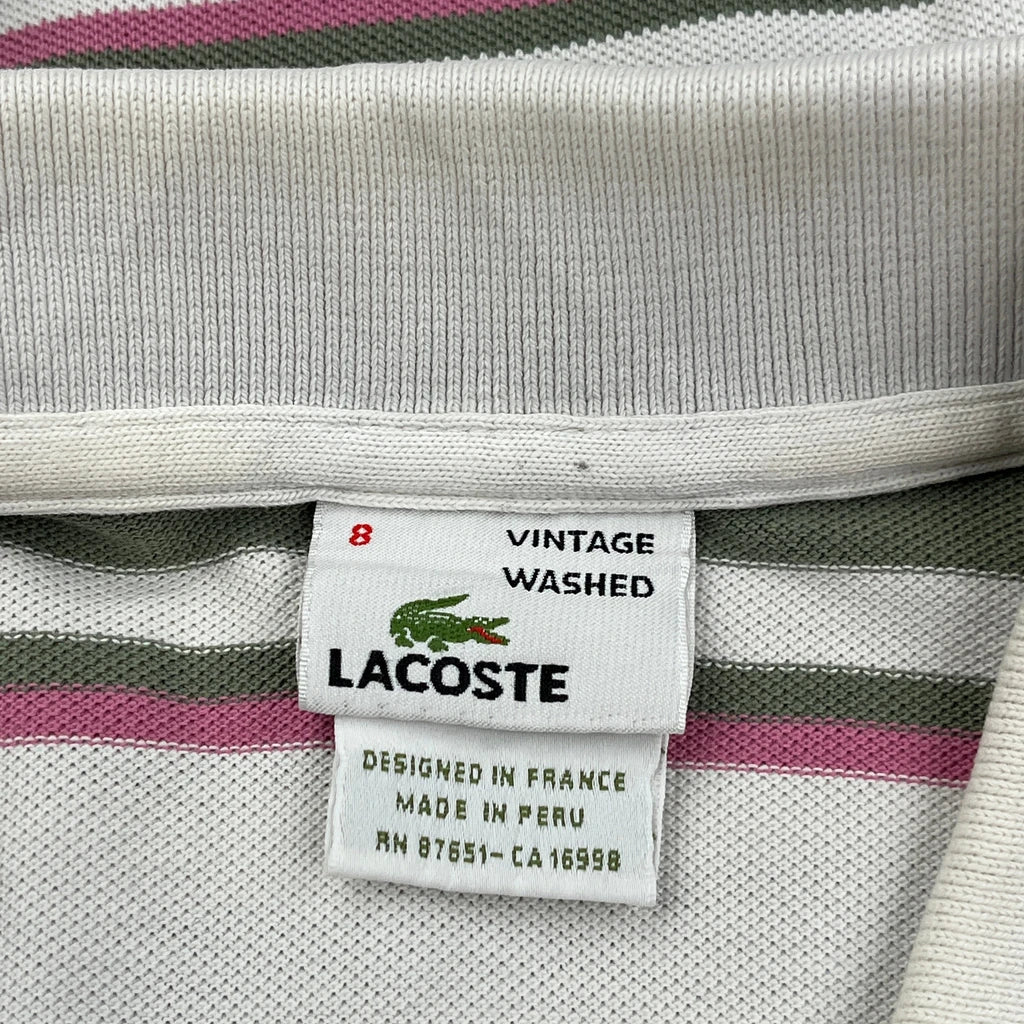 8
VINTAGE
WASHED
LACOSTE
DESIGNED IN FRANCE
MADE IN PERU
RN 87651-CA 16998